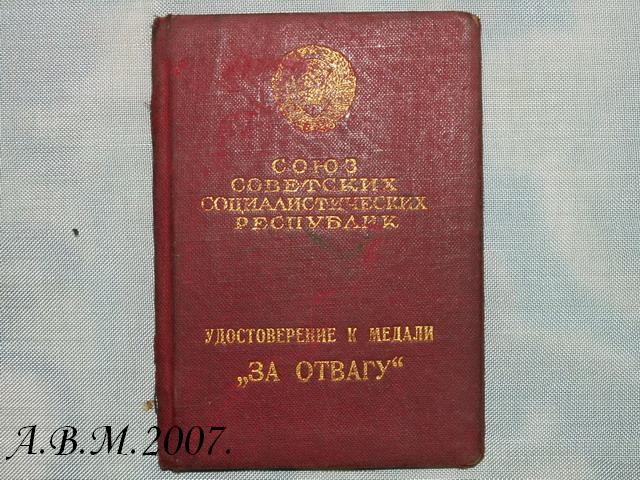 СОЮЗ
СОВЕТСКИХ
СОЦИАЛИСТИЧЕСКИХ
РЕСПУБЛИК
УДОСТОВЕРЕНИЕ К МЕДАЛИ
„ЗА ОТВАГУ“
A.B.M.2007.